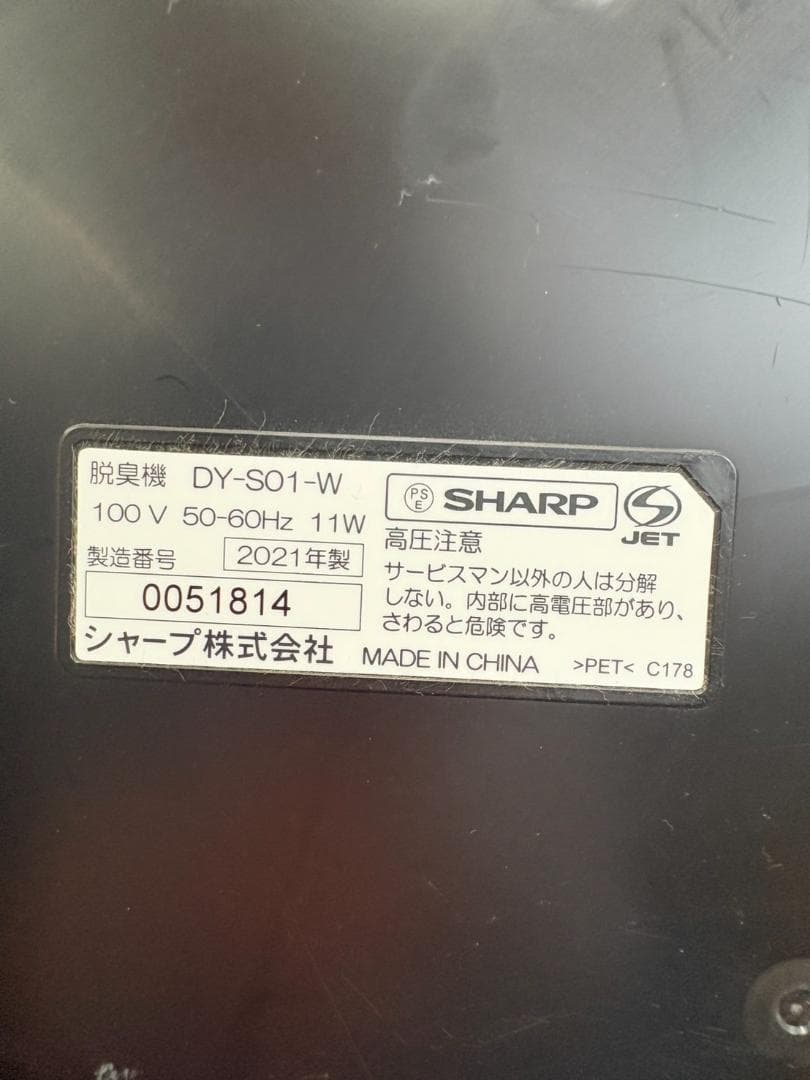 脱臭機 DY-S01-W
100V 50-60Hz 11W
製造番号 2021年製
0051814
シャープ株式会社 MADE IN CHINA >PET< C178
PSE SHARP JET
高圧注意
サービスマン以外の人は分解
しない。内部に高電圧部があり、
さわると危険です。